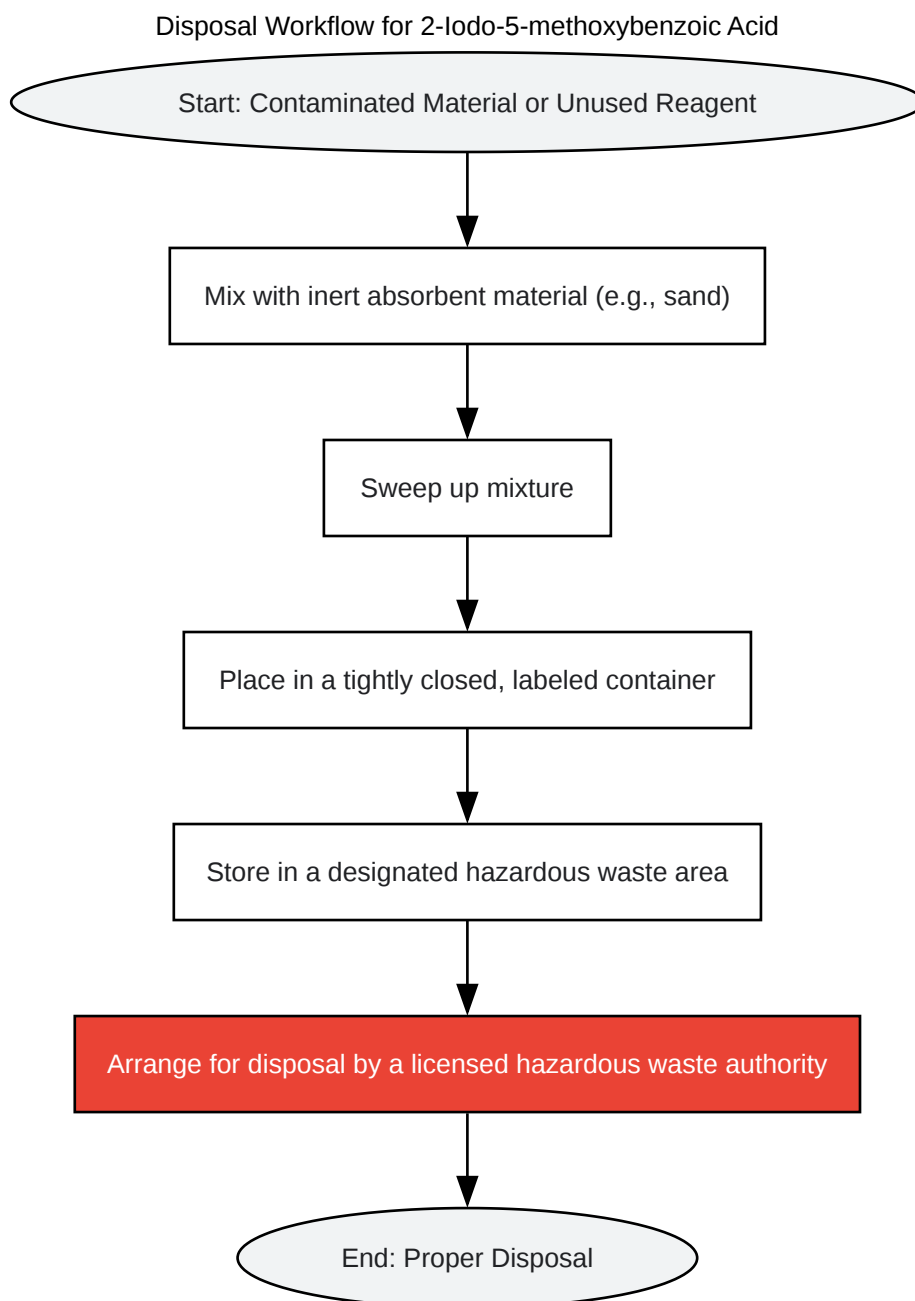 Disposal Workflow for 2-Iodo-5-methoxybenzoic Acid
Start: Contaminated Material or Unused Reagent
Mix with inert absorbent material (e.g., sand)
Sweep up mixture
Place in a tightly closed, labeled container
Store in a designated hazardous waste area
Arrange for disposal by a licensed hazardous waste authority
End: Proper Disposal